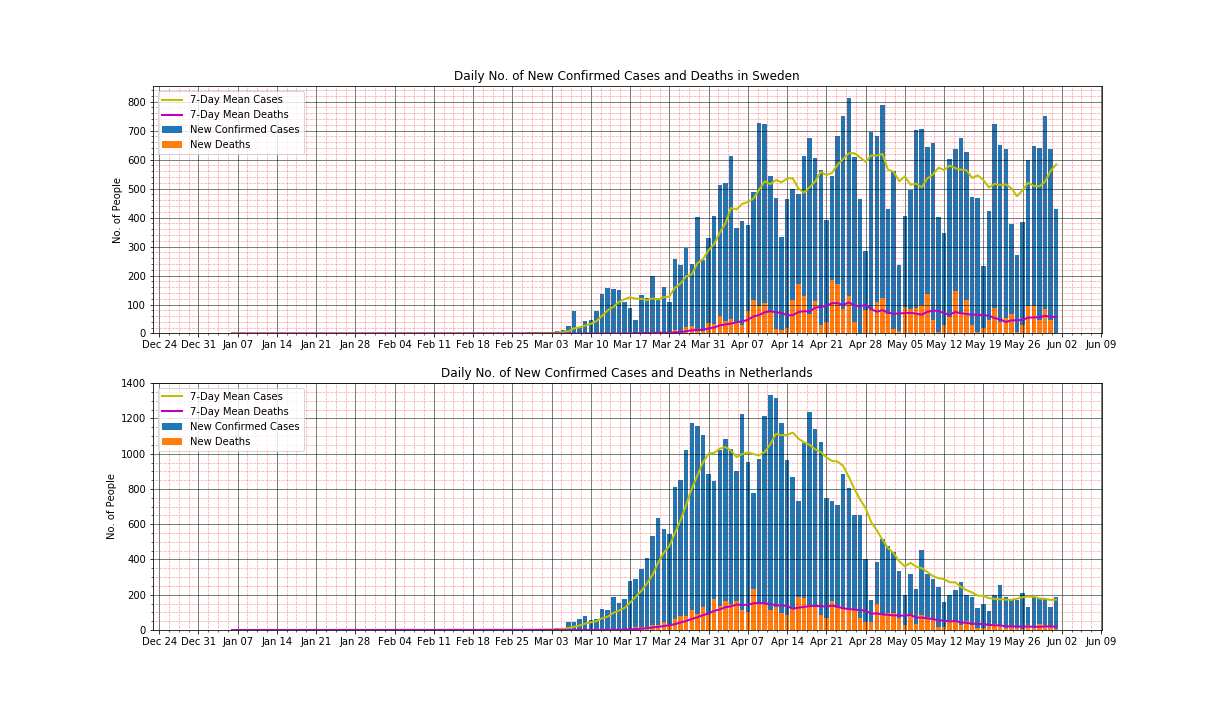 Daily No. of New Confirmed Cases and Deaths in Sweden
7-Day Mean Cases
7-Day Mean Deaths
New Confirmed Cases
New Deaths
No. of People
800
700
600
500
400
300
200
100
0
Dec 24 Dec 31 Jan 07 Jan 14 Jan 21 Jan 28 Feb 04 Feb 11 Feb 18 Feb 25 Mar 03 Mar 10 Mar 17 Mar 24 Mar 31 Apr 07 Apr 14 Apr 21 Apr 28 May 05 May 12 May 19 May 26 Jun 02 Jun 09
Daily No. of New Confirmed Cases and Deaths in Netherlands
7-Day Mean Cases
7-Day Mean Deaths
New Confirmed Cases
New Deaths
No. of People
1400
1200
1000
800
600
400
200
0
Dec 24 Dec 31 Jan 07 Jan 14 Jan 21 Jan 28 Feb 04 Feb 11 Feb 18 Feb 25 Mar 03 Mar 10 Mar 17 Mar 24 Mar 31 Apr 07 Apr 14 Apr 21 Apr 28 May 05 May 12 May 19 May 26 Jun 02 Jun 09